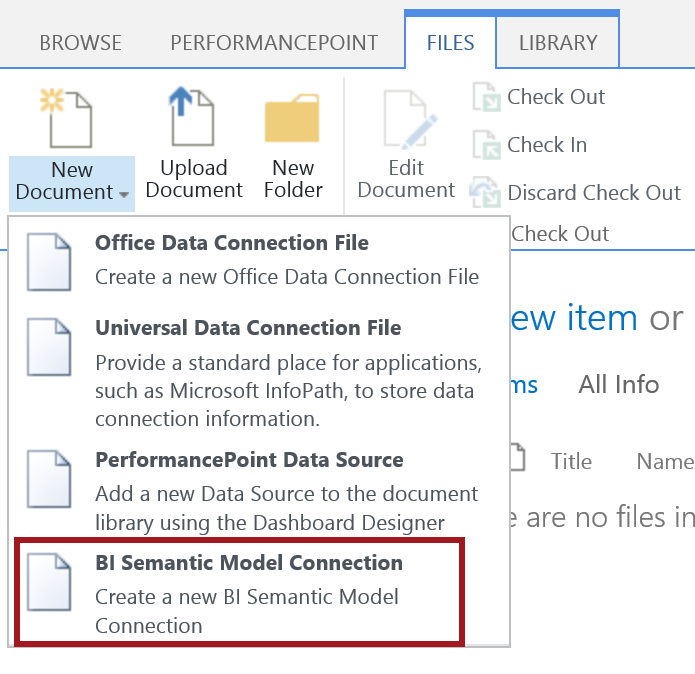 BROWSE PERFORMANCEPOINT FILES LIBRARY
New Document
Upload Document
New Folder
Edit Document
Check Out
Check In
Discard Check Out
Check Out
Office Data Connection File
Create a new Office Data Connection File
Universal Data Connection File
Provide a standard place for applications,
such as Microsoft InfoPath, to store data
connection information.
PerformancePoint Data Source
Add a new Data Source to the document
library using the Dashboard Designer
BI Semantic Model Connection
Create a new BI Semantic Model
Connection
ew item or
ms All Info
Title Name
e are no files in